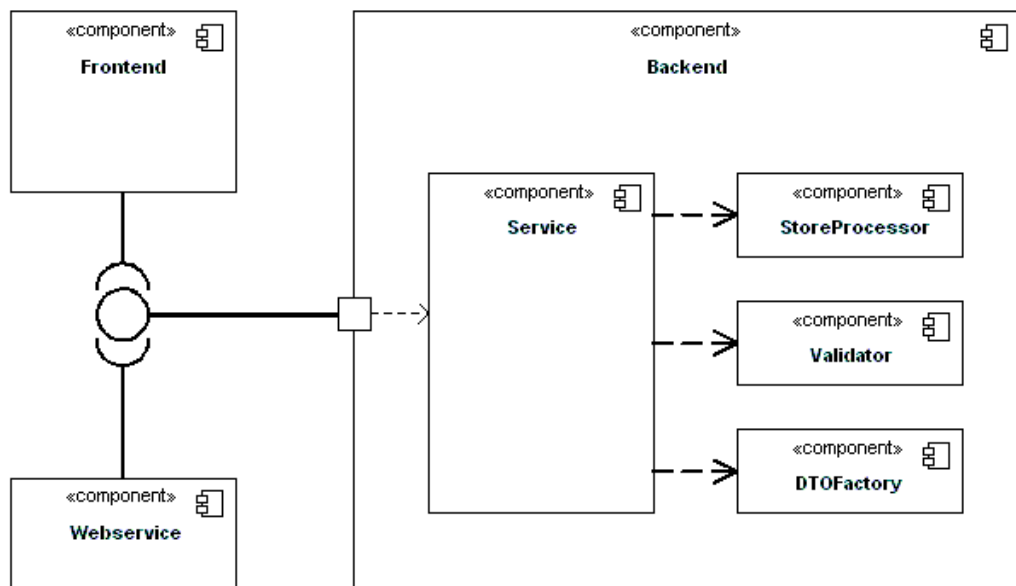 «component»
Frontend
«component»
Backend
«component»
Service
«component»
StoreProcessor
«component»
Validator
«component»
DTOFactory
«component»
Webservice